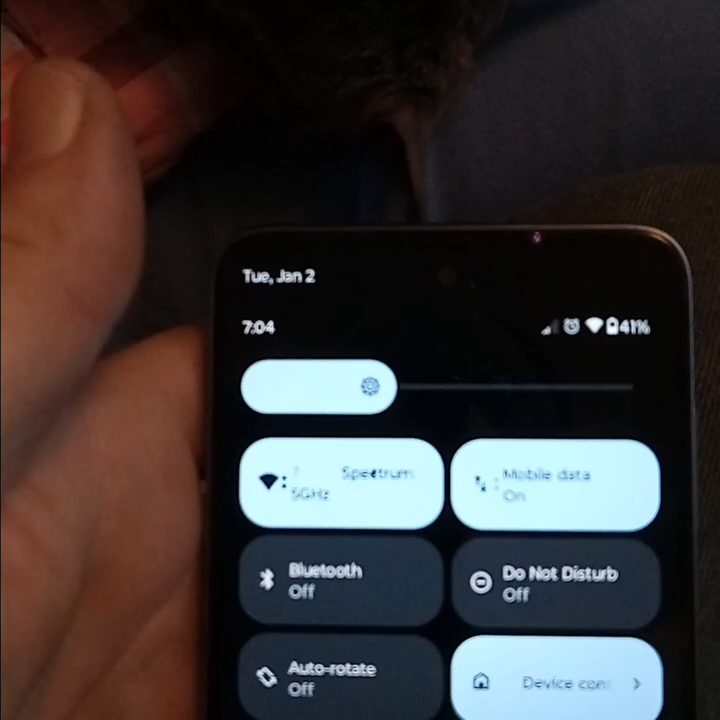 Tue, Jan 2
7:04
41%
Spectrum
5GHz
Mobile data
On
Bluetooth
Off
Do Not Disturb
Off
Auto-rotate
Off
Device con